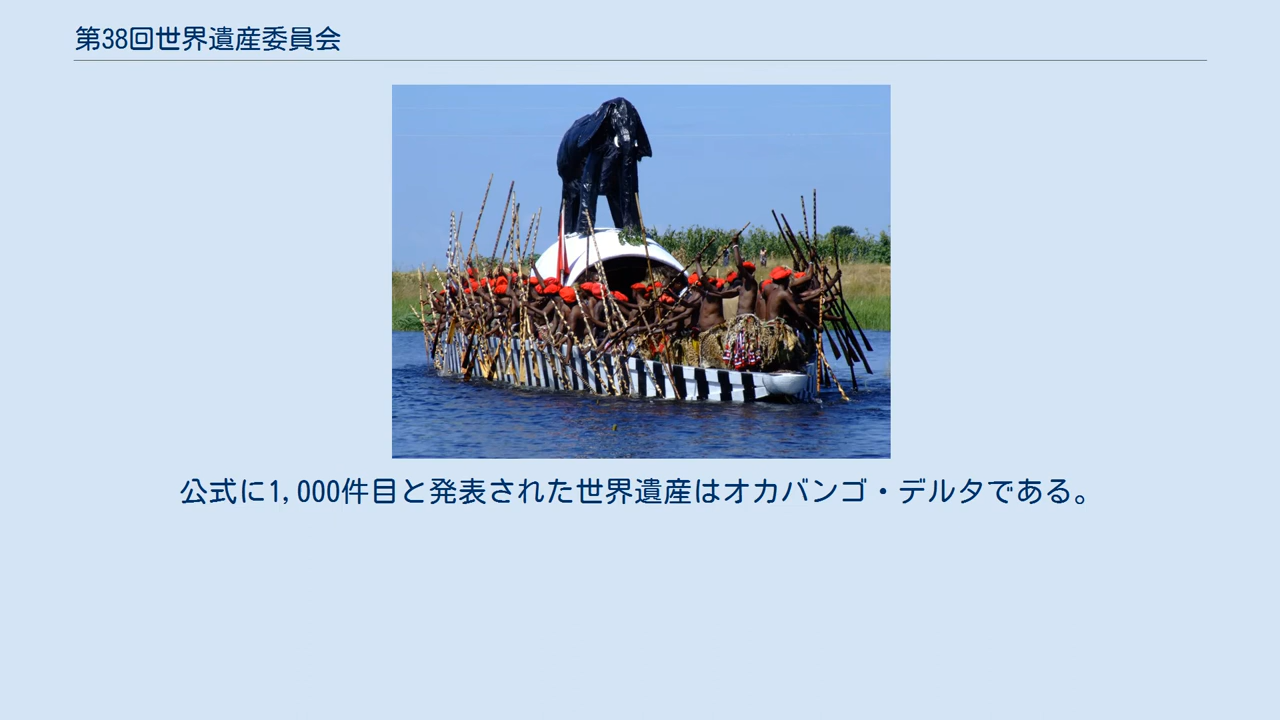 第38回世界遺産委員会
公式に1,000件目と発表された世界遺産はオカバンゴ・デルタである。